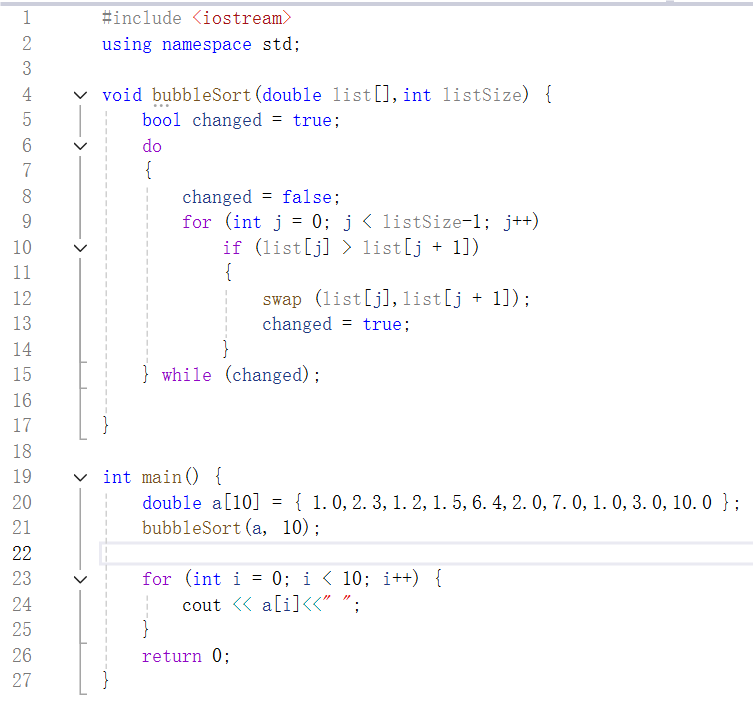 1 #include <iostream>
2 using namespace std;
3
4 void bubbleSort(double list[],int listSize) {
5 bool changed = true;
6 do
7 {
8 changed = false;
9 for (int j = 0; j < listSize-1; j++)
10 if (list[j] > list[j + 1])
11 {
12 swap (list[j],list[j + 1]);
13 changed = true;
14 }
15 } while (changed);
16
17 }
18
19 int main() {
20 double a[10] = { 1.0,2.3,1.2,1.5,6.4,2.0,7.0,1.0,3.0,10.0 };
21 bubbleSort(a, 10);
22
23 for (int i = 0; i < 10; i++) {
24 cout << a[i]<<" ";
25 }
26 return 0;
27 }